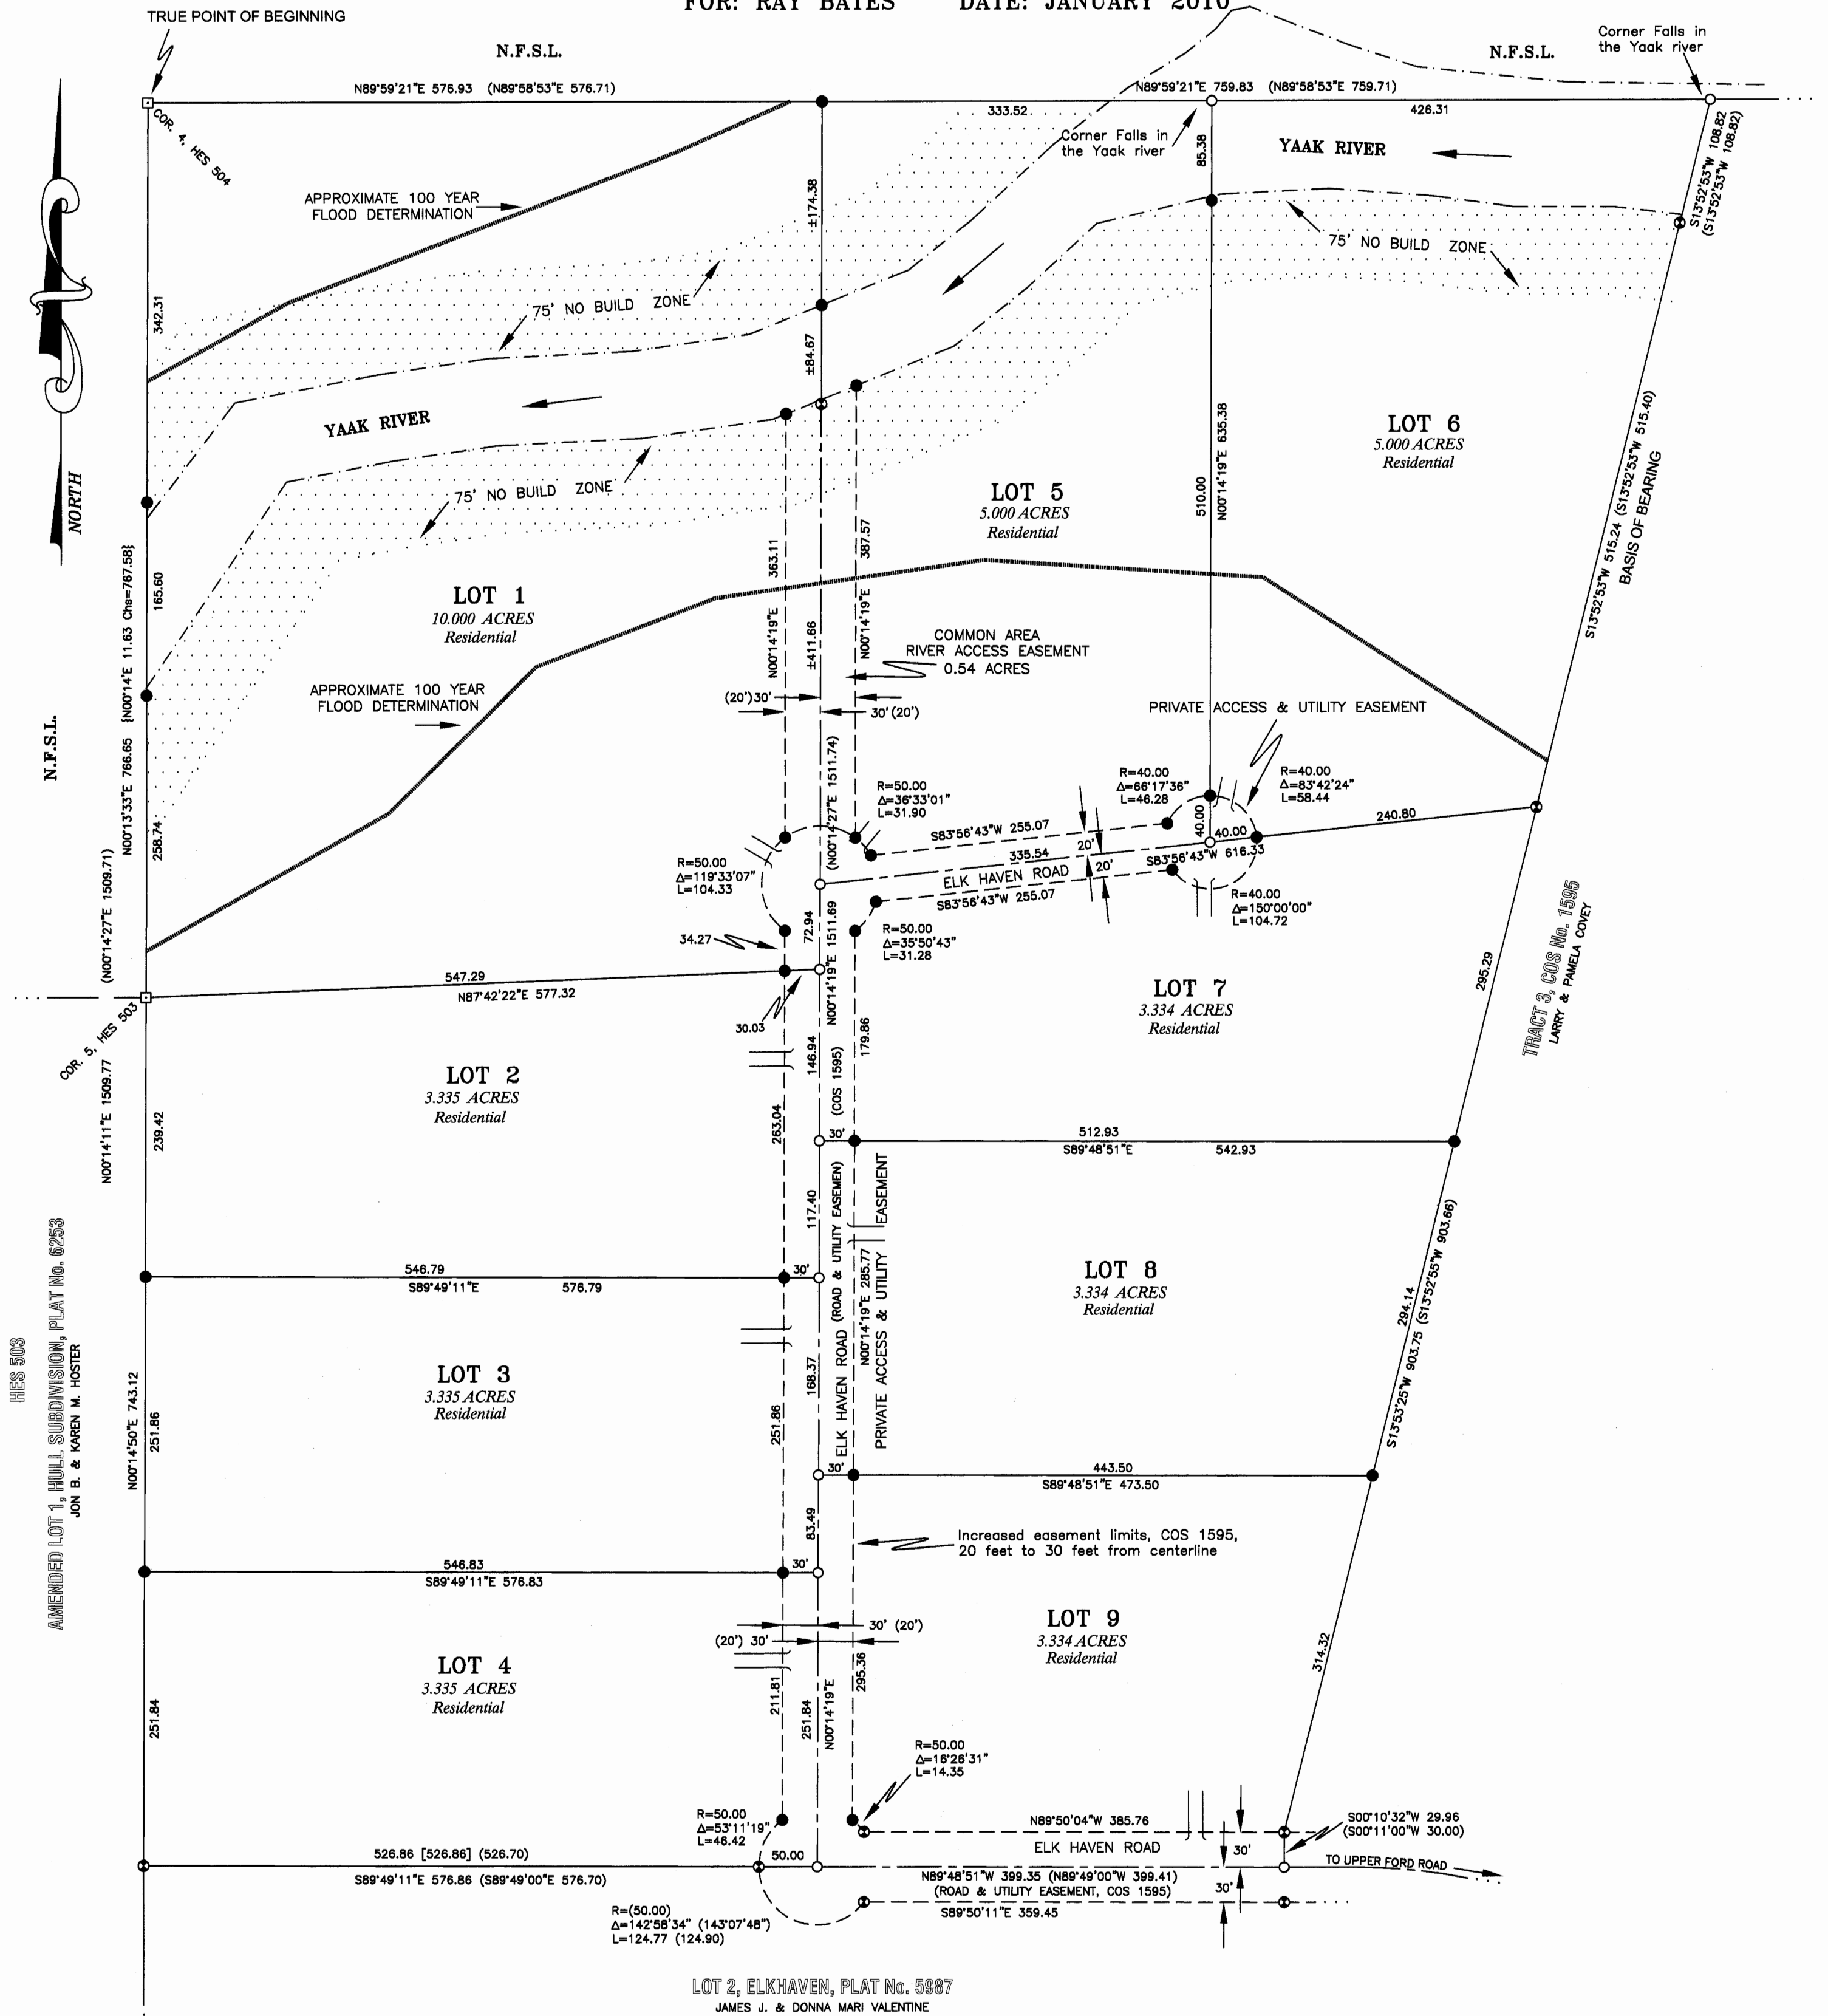 FOR: RAY BATES DATE: JANUARY 2010
TRUE POINT OF BEGINNING
N.F.S.L.
N.F.S.L.
Corner Falls in
the Yaak river
N89°59'21"E 576.93 (N89°58'53"E 576.71)
N89°59'21"E 759.83 (N89°58'53"E 759.71)
333.52
426.31
COR. 4, HES 504
Corner Falls in
the Yaak river
85.38
YAAK RIVER
S13°52'53"W 108.82
(S13°52'53"W 108.82)
APPROXIMATE 100 YEAR
FLOOD DETERMINATION
±174.38
75' NO BUILD ZONE
342.31
75' NO BUILD ZONE
±84.67
YAAK RIVER
NORTH
75' NO BUILD ZONE
LOT 6
5.000 ACRES
Residential
LOT 5
5.000 ACRES
Residential
510.00
N00°14'19"E 635.38
S13°52'53"W 515.24 (S13°52'53"W 515.40)
BASIS OF BEARING
363.11
N00°14'19"E
387.57
N00°14'19"E
±411.66
165.60
N00°13'33"E 766.65 {N00°14'E 11.63 Chs=767.58}
LOT 1
10.000 ACRES
Residential
COMMON AREA
RIVER ACCESS EASEMENT
0.54 ACRES
APPROXIMATE 100 YEAR
FLOOD DETERMINATION
(20')30'
30'(20')
PRIVATE ACCESS & UTILITY EASEMENT
N.F.S.L.
(N00°14'27"E 1511.74)
R=50.00
Δ=36°33'01"
L=31.90
R=40.00
Δ=66°17'36"
L=46.28
R=40.00
Δ=83°42'24"
L=58.44
258.74
(N00°14'27"E 1509.71)
S83°56'43"W 255.07
20'
20'
40.00
40.00
240.80
335.54
S83°56'43"W 616.33
ELK HAVEN ROAD
S83°56'43"W 255.07
R=50.00
Δ=119°33'07"
L=104.33
R=40.00
Δ=150°00'00"
L=104.72
72.94
N00°14'19"E 1511.69
34.27
R=50.00
Δ=35°50'43"
L=31.28
547.29
N87°42'22"E 577.32
30.03
COR. 5, HES 503
LOT 7
3.334 ACRES
Residential
295.29
TRACT 3, COS No. 1595
LARRY & PAMELA COVEY
146.94
(COS 1595)
179.86
LOT 2
3.335 ACRES
Residential
N00°14'11"E 1509.77
239.42
263.04
30'
512.93
S89°48'51"E 542.93
117.40
ELK HAVEN ROAD (ROAD & UTILITY EASEMEN)
PRIVATE ACCESS & UTILITY EASEMENT
N00°14'19"E 285.77
546.79
S89°49'11"E 576.79
30'
LOT 8
3.334 ACRES
Residential
294.14
S13°53'25"W 903.75 (S13°52'55"W 903.66)
HES 503
AMENDED LOT 1, HULL SUBDIVISION, PLAT No. 6253
JON B. & KAREN M. HOSTER
N00°14'50"E 743.12
251.86
LOT 3
3.335 ACRES
Residential
251.86
168.37
30'
443.50
S89°48'51"E 473.50
83.49
Increased easement limits, COS 1595,
20 feet to 30 feet from centerline
546.83
S89°49'11"E 576.83
30'
30' (20')
(20') 30'
LOT 9
3.334 ACRES
Residential
314.32
LOT 4
3.335 ACRES
Residential
251.84
211.81
251.84
N00°14'19"E
295.36
R=50.00
Δ=16°26'31"
L=14.35
R=50.00
Δ=53°11'19"
L=46.42
N89°50'04"W 385.76
S00°10'32"W 29.96
(S00°11'00"W 30.00)
ELK HAVEN ROAD
30'
526.86 [526.86] (526.70)
50.00
S89°49'11"E 576.86 (S89°49'00"E 576.70)
N89°48'51"W 399.35 (N89°49'00"W 399.41)
(ROAD & UTILITY EASEMENT, COS 1595)
30'
TO UPPER FORD ROAD
S89°50'11"E 359.45
R=(50.00)
Δ=142°58'34" (143°07'48")
L=124.77 (124.90)
LOT 2, ELKHAVEN, PLAT No. 5987
JAMES J. & DONNA MARI VALENTINE